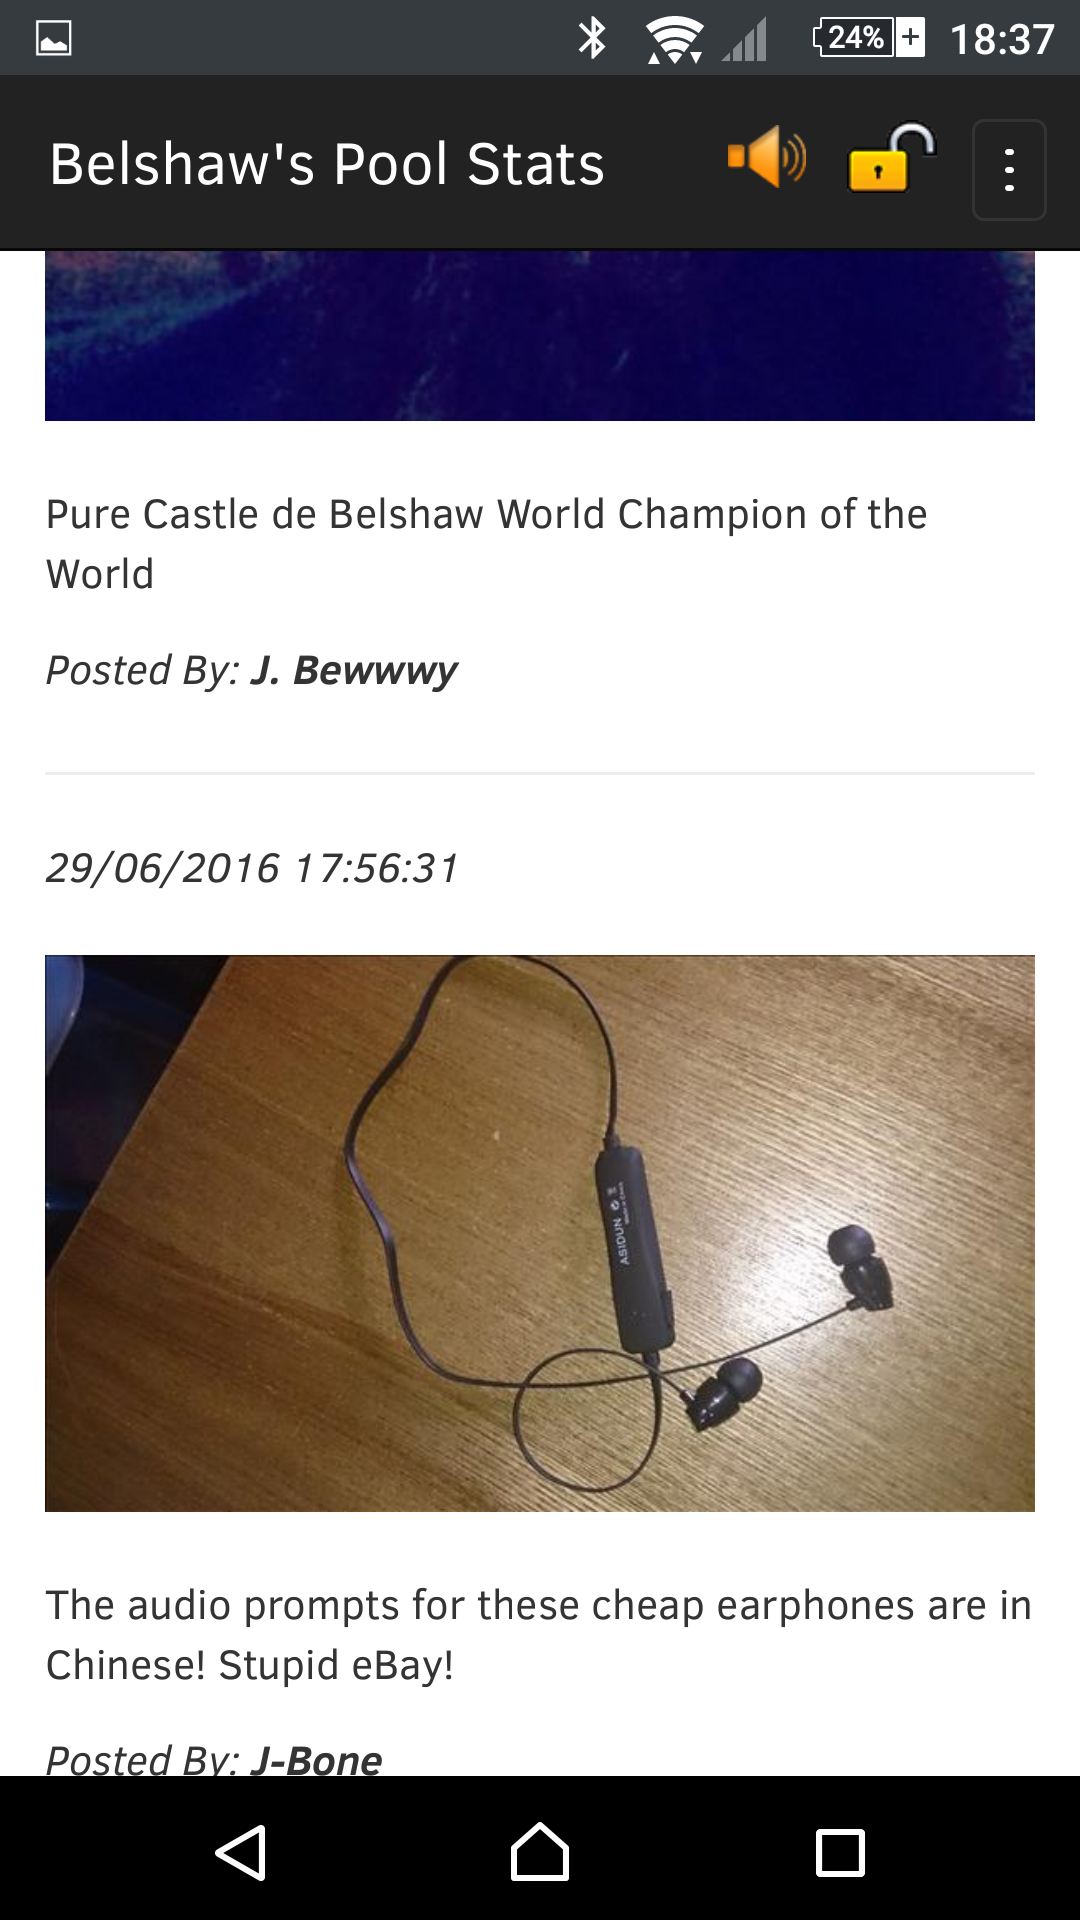 24%
18:37
Belshaw's Pool Stats
Pure Castle de Belshaw World Champion of the
World
Posted By: J. Bewwwy
29/06/2016 17:56:31
ASIDUN
The audio prompts for these cheap earphones are in
Chinese! Stupid eBay!
Posted By: J-Bone